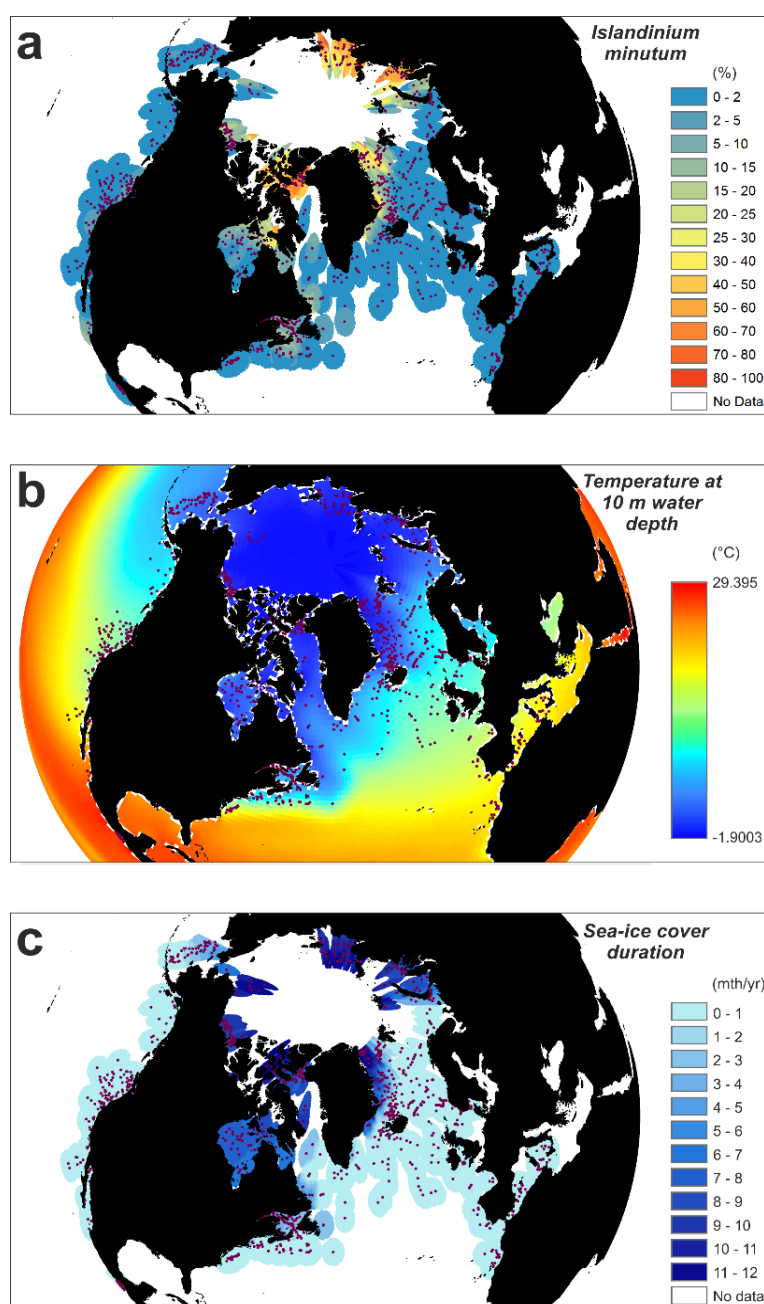 a
Islandinium
minutum
(%)
0 - 2
2 - 5
5 - 10
10 - 15
15 - 20
20 - 25
25 - 30
30 - 40
40 - 50
50 - 60
60 - 70
70 - 80
80 - 100
No Data
b
Temperature at
10 m water
depth
(°C)
29.395
-1.9003
c
Sea-ice cover
duration
(mth/yr)
0 - 1
1 - 2
2 - 3
3 - 4
4 - 5
5 - 6
6 - 7
7 - 8
8 - 9
9 - 10
10 - 11
11 - 12
No data